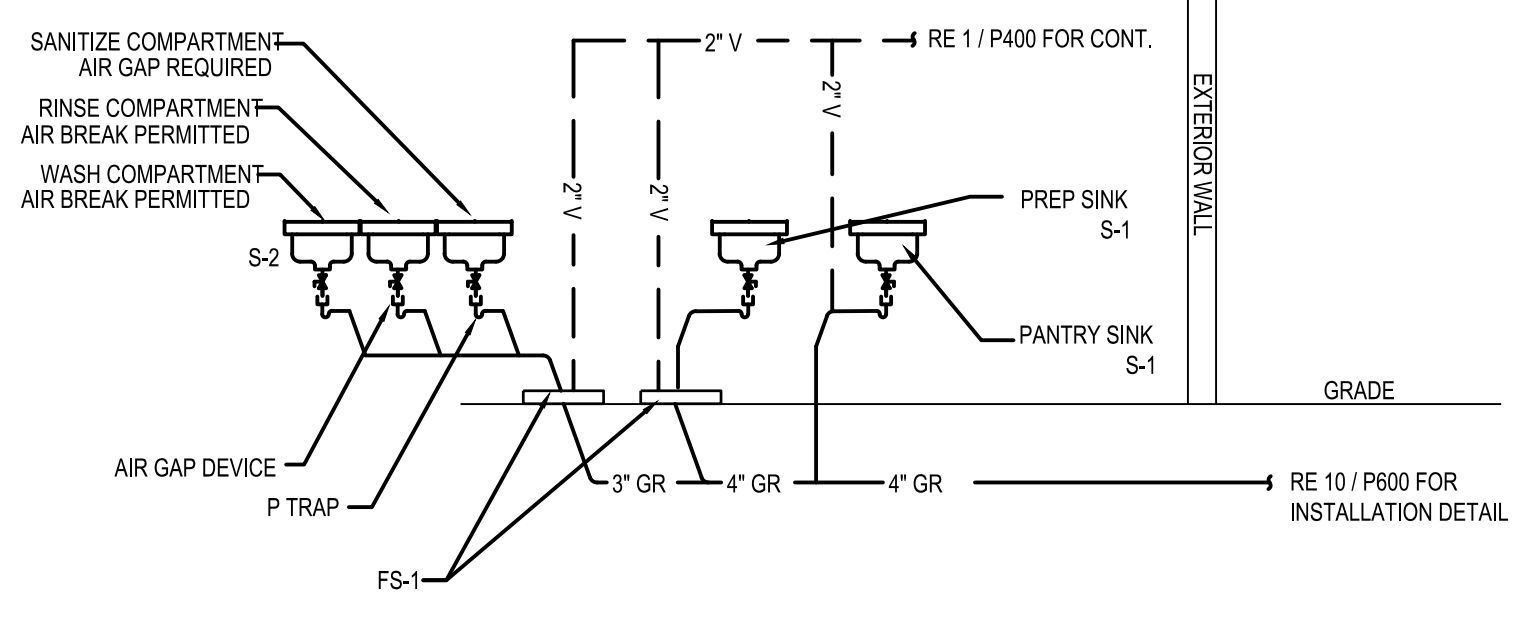 SANITIZE COMPARTMENT
AIR GAP REQUIRED
RINSE COMPARTMENT
AIR BREAK PERMITTED
WASH COMPARTMENT
AIR BREAK PERMITTED
S-2
2" V
RE 1 / P400 FOR CONT.
2" V
2" V
2" V
EXTERIOR WALL
PREP SINK
S-1
PANTRY SINK
S-1
GRADE
AIR GAP DEVICE
P TRAP
FS-1
3" GR
4" GR
4" GR
RE 10 / P600 FOR
INSTALLATION DETAIL